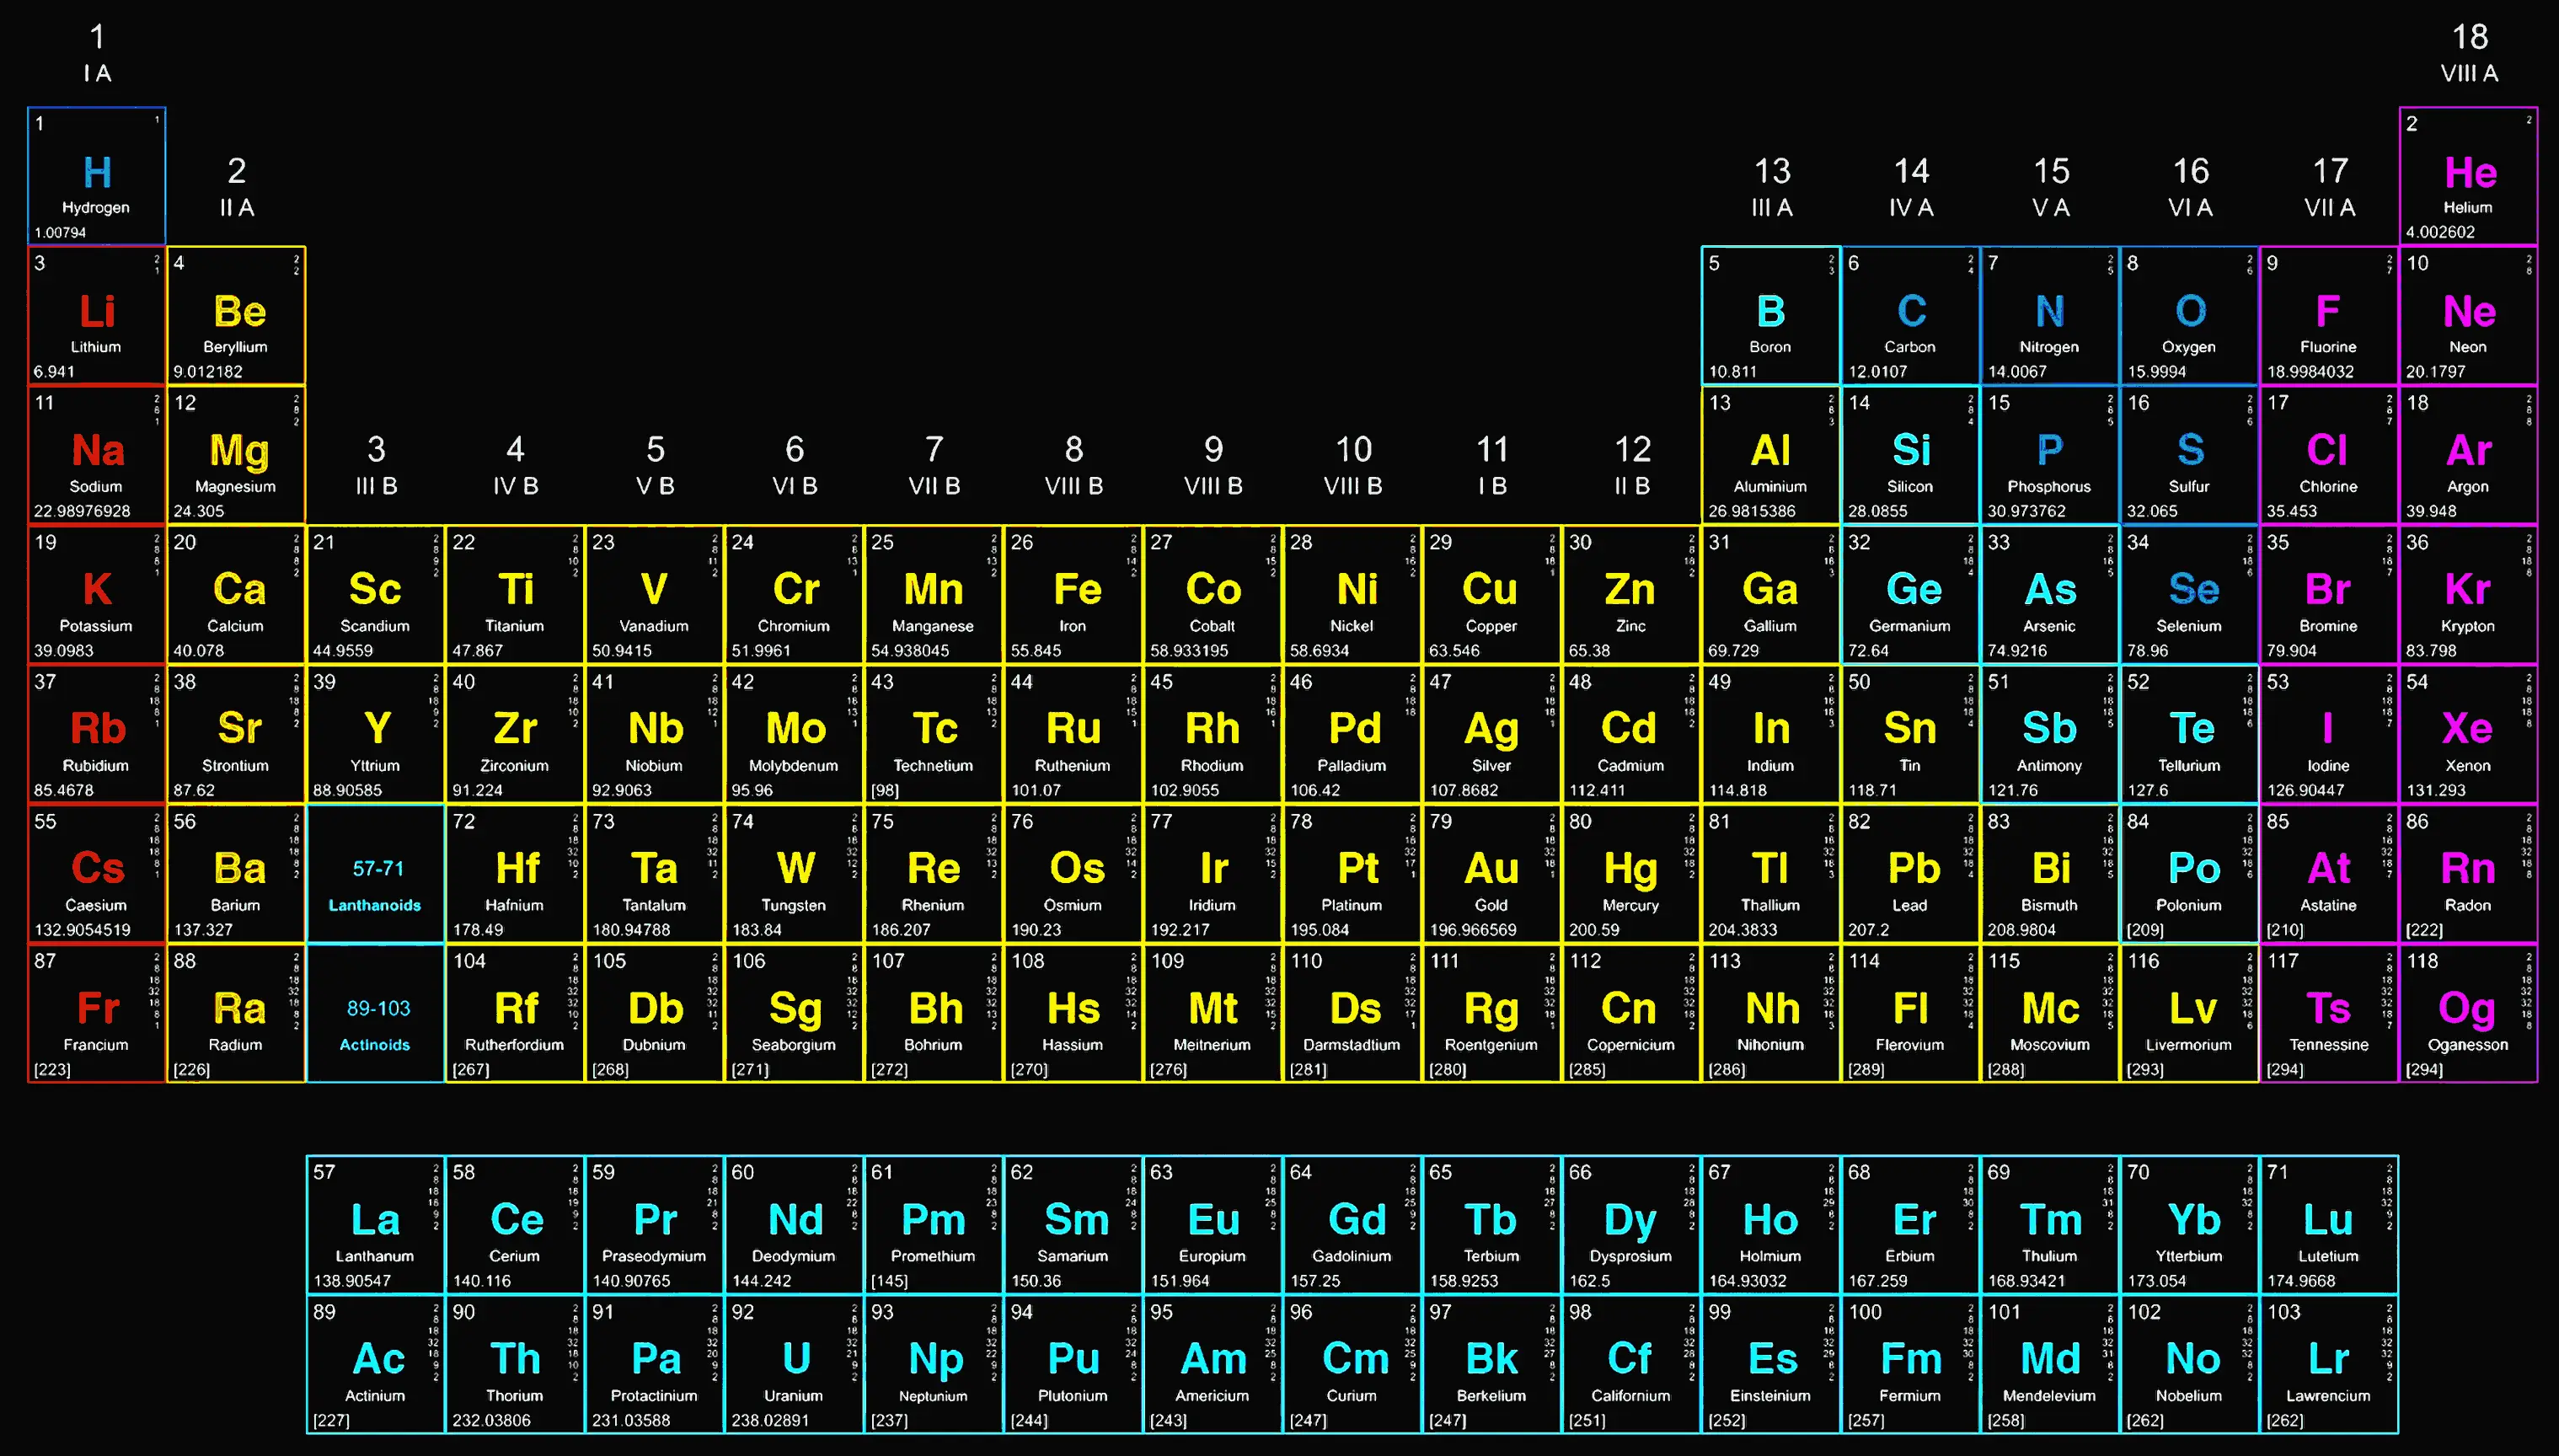 1 18
I A VIII A
1 2
H He
Hydrogen Helium
1.00794 4.002602
2 13 14 15 16 17
II A III A IV A V A VI A VII A
3 4 5 6 7 8 9 10
Li Be B C N O F Ne
Lithium Beryllium Boron Carbon Nitrogen Oxygen Fluorine Neon
6.941 9.012182 10.811 12.0107 14.0067 15.9994 18.9984032 20.1797
11 12 13 14 15 16 17 18
Na Mg Al Si P S Cl Ar
Sodium Magnesium Aluminium Silicon Phosphorus Sulfur Chlorine Argon
22.98976928 24.305 26.9815386 28.0855 30.973762 32.065 35.453 39.948
3 4 5 6 7 8 9 10 11 12
III B IV B V B VI B VII B VIII B VIII B VIII B I B II B
19 20 21 22 23 24 25 26 27 28 29 30 31 32 33 34 35 36
K Ca Sc Ti V Cr Mn Fe Co Ni Cu Zn Ga Ge As Se Br Kr
Potassium Calcium Scandium Titanium Vanadium Chromium Manganese Iron Cobalt Nickel Copper Zinc Gallium Germanium Arsenic Selenium Bromine Krypton
39.0983 40.078 44.9559 47.867 50.9415 51.9961 54.938045 55.845 58.933195 58.6934 63.546 65.38 69.729 72.64 74.9216 78.96 79.904 83.798
37 38 39 40 41 42 43 44 45 46 47 48 49 50 51 52 53 54
Rb Sr Y Zr Nb Mo Tc Ru Rh Pd Ag Cd In Sn Sb Te I Xe
Rubidium Strontium Yttrium Zirconium Niobium Molybdenum Technetium Ruthenium Rhodium Palladium Silver Cadmium Indium Tin Antimony Tellurium Iodine Xenon
85.4678 87.62 88.90585 91.224 92.9063 95.96 [98] 101.07 102.9055 106.42 107.8682 112.411 114.818 118.71 121.76 127.6 126.90447 131.293
55 56 72 73 74 75 76 77 78 79 80 81 82 83 84 85 86
Cs Ba 57-71 Hf Ta W Re Os Ir Pt Au Hg Tl Pb Bi Po At Rn
Caesium Barium Lanthanoids Hafnium Tantalum Tungsten Rhenium Osmium Iridium Platinum Gold Mercury Thallium Lead Bismuth Polonium Astatine Radon
132.9054519 137.327 178.49 180.94788 183.84 186.207 190.23 192.217 195.084 196.966569 200.59 204.3833 207.2 208.9804 [209] [210] [222]
87 88 104 105 106 107 108 109 110 111 112 113 114 115 116 117 118
Fr Ra 89-103 Rf Db Sg Bh Hs Mt Ds Rg Cn Nh Fl Mc Lv Ts Og
Francium Radium Actinoids Rutherfordium Dubnium Seaborgium Bohrium Hassium Meitnerium Darmstadtium Roentgenium Copernicium Nihonium Flerovium Moscovium Livermorium Tennessine Oganesson
[223] [226] [267] [268] [271] [272] [270] [276] [281] [280] [285] [286] [289] [288] [293] [294] [294]
57 58 59 60 61 62 63 64 65 66 67 68 69 70 71
La Ce Pr Nd Pm Sm Eu Gd Tb Dy Ho Er Tm Yb Lu
Lanthanum Cerium Praseodymium Deodymium Promethium Samarium Europium Gadolinium Terbium Dysprosium Holmium Erbium Thulium Ytterbium Lutetium
138.90547 140.116 140.90765 144.242 [145] 150.36 151.964 157.25 158.9253 162.5 164.93032 167.259 168.93421 173.054 174.9668
89 90 91 92 93 94 95 96 97 98 99 100 101 102 103
Ac Th Pa U Np Pu Am Cm Bk Cf Es Fm Md No Lr
Actinium Thorium Protactinium Uranium Neptunium Plutonium Americium Curium Berkelium Californium Einsteinium Fermium Mendelevium Nobelium Lawrencium
[227] 232.03806 231.03588 238.02891 [237] [244] [243] [247] [247] [251] [252] [257] [258] [262] [262]